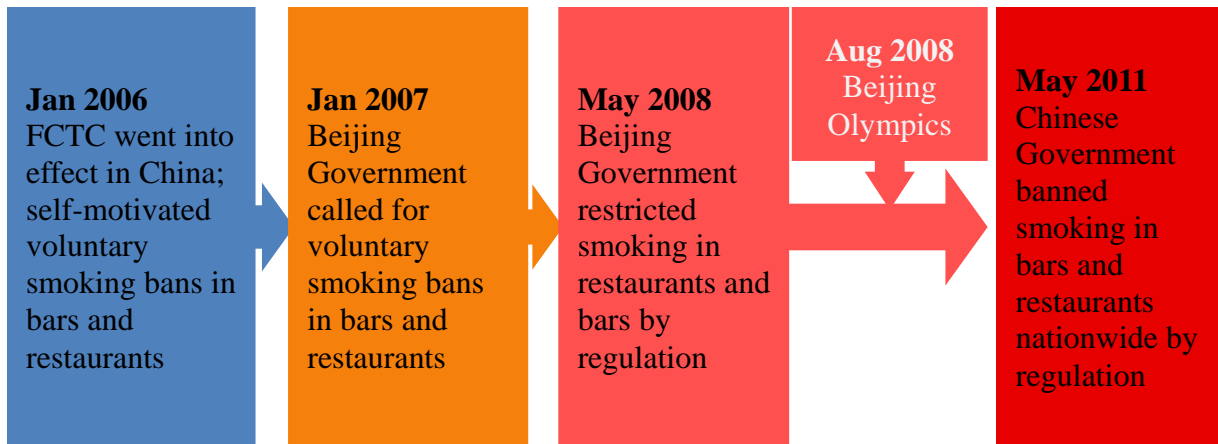 Jan 2006
FCTC went into
effect in China;
self-motivated
voluntary
smoking bans in
bars and
restaurants
Jan 2007
Beijing
Government
called for
voluntary
smoking bans
in bars and
restaurants
May 2008
Beijing
Government
restricted
smoking in
restaurants and
bars by
regulation
Aug 2008
Beijing
Olympics
May 2011
Chinese
Government
banned
smoking in
bars and
restaurants
nationwide by
regulation